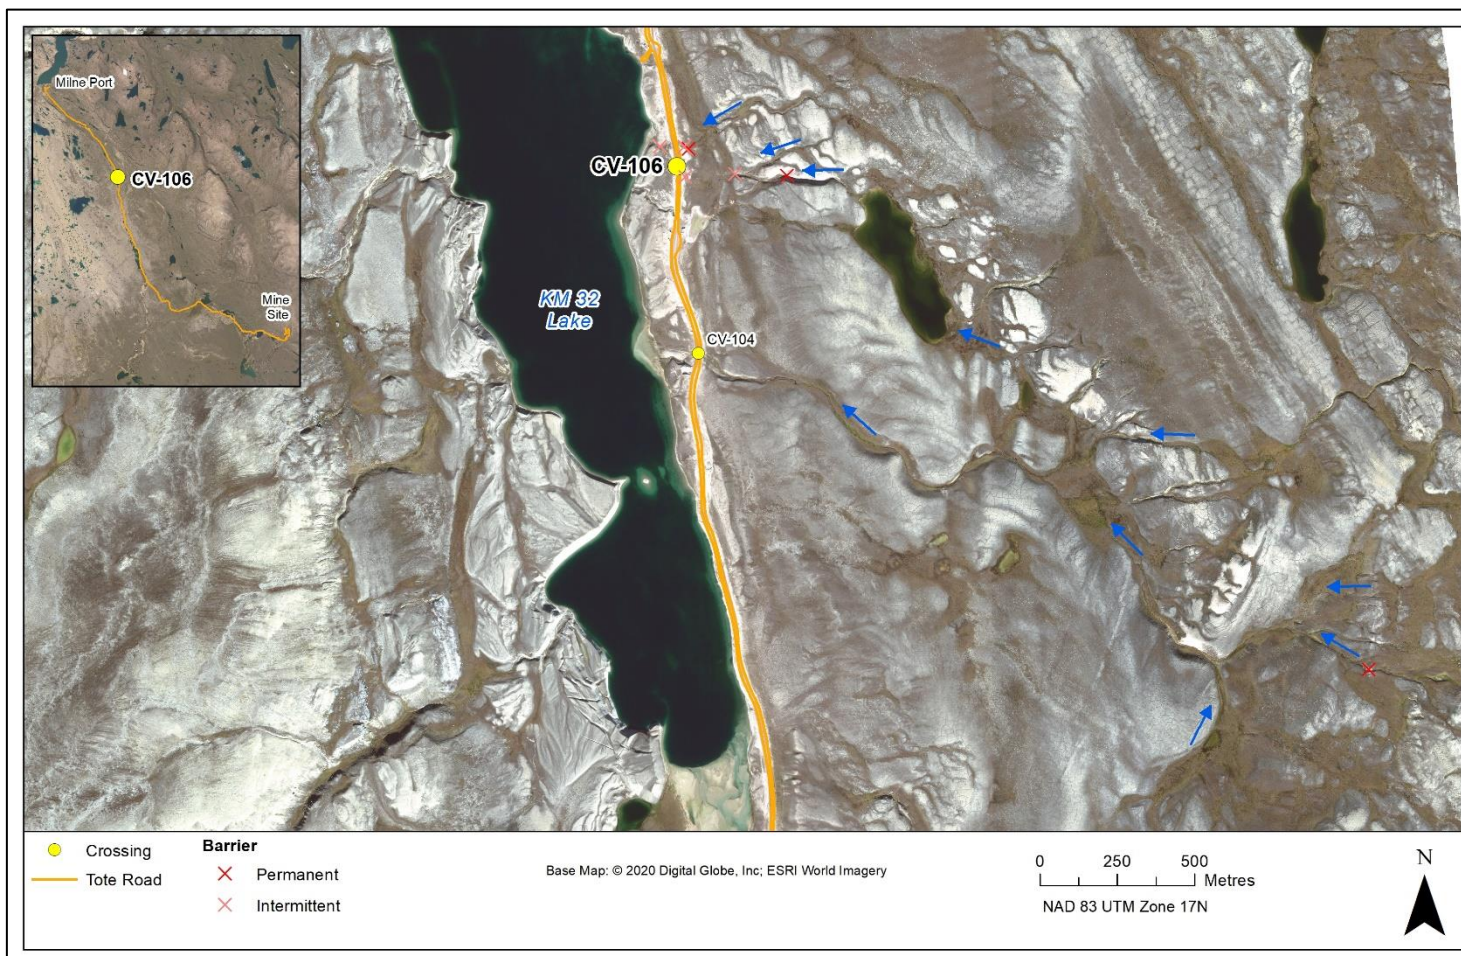 Milne Port
CV-106
Mine
Site
CV-106
KM 32
Lake
CV-104
Crossing
Tote Road
Barrier
Permanent
Intermittent
Base Map: © 2020 Digital Globe, Inc; ESRI World Imagery
0 250 500
Metres
NAD 83 UTM Zone 17N
N